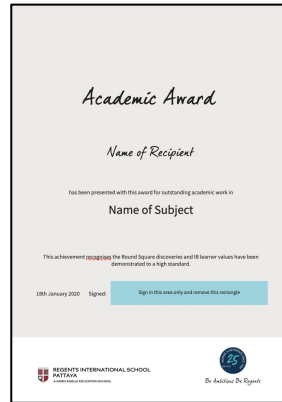 Academic Award
Name of Recipient
has been presented with this award for outstanding academic work in
Name of Subject
This achievement recognises the Round Square discoveries and IB learner values have been
demonstrated to a high standard.
18th January 2020 Signed: Sign in this area only and remove this rectangle
REGENTS INTERNATIONAL SCHOOL
PATTAYA
A NORD ANGLIA EDUCATION SCHOOL
25
Be Ambitious Be Regents